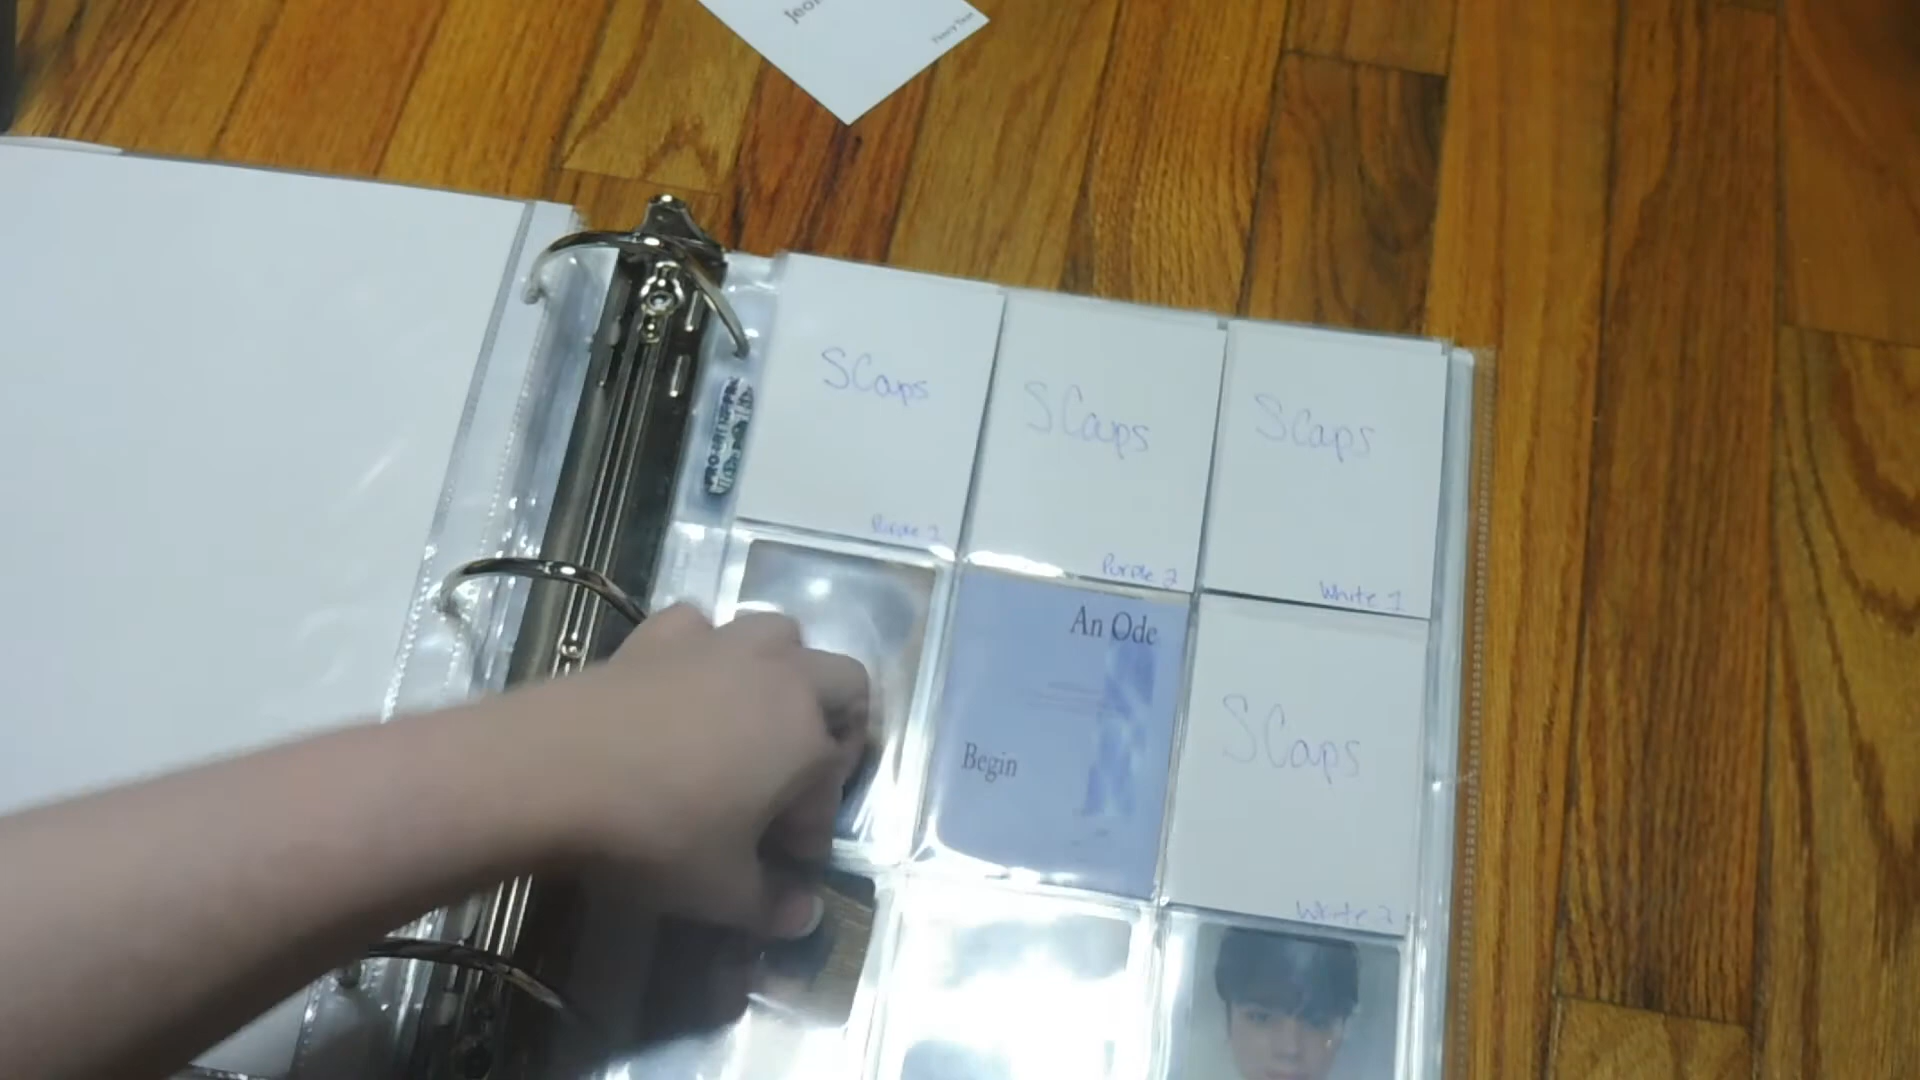 SCaps
SCaps
SCaps
Purple 1
Purple 2
White 1
An Ode
Begin
SCaps
White 2